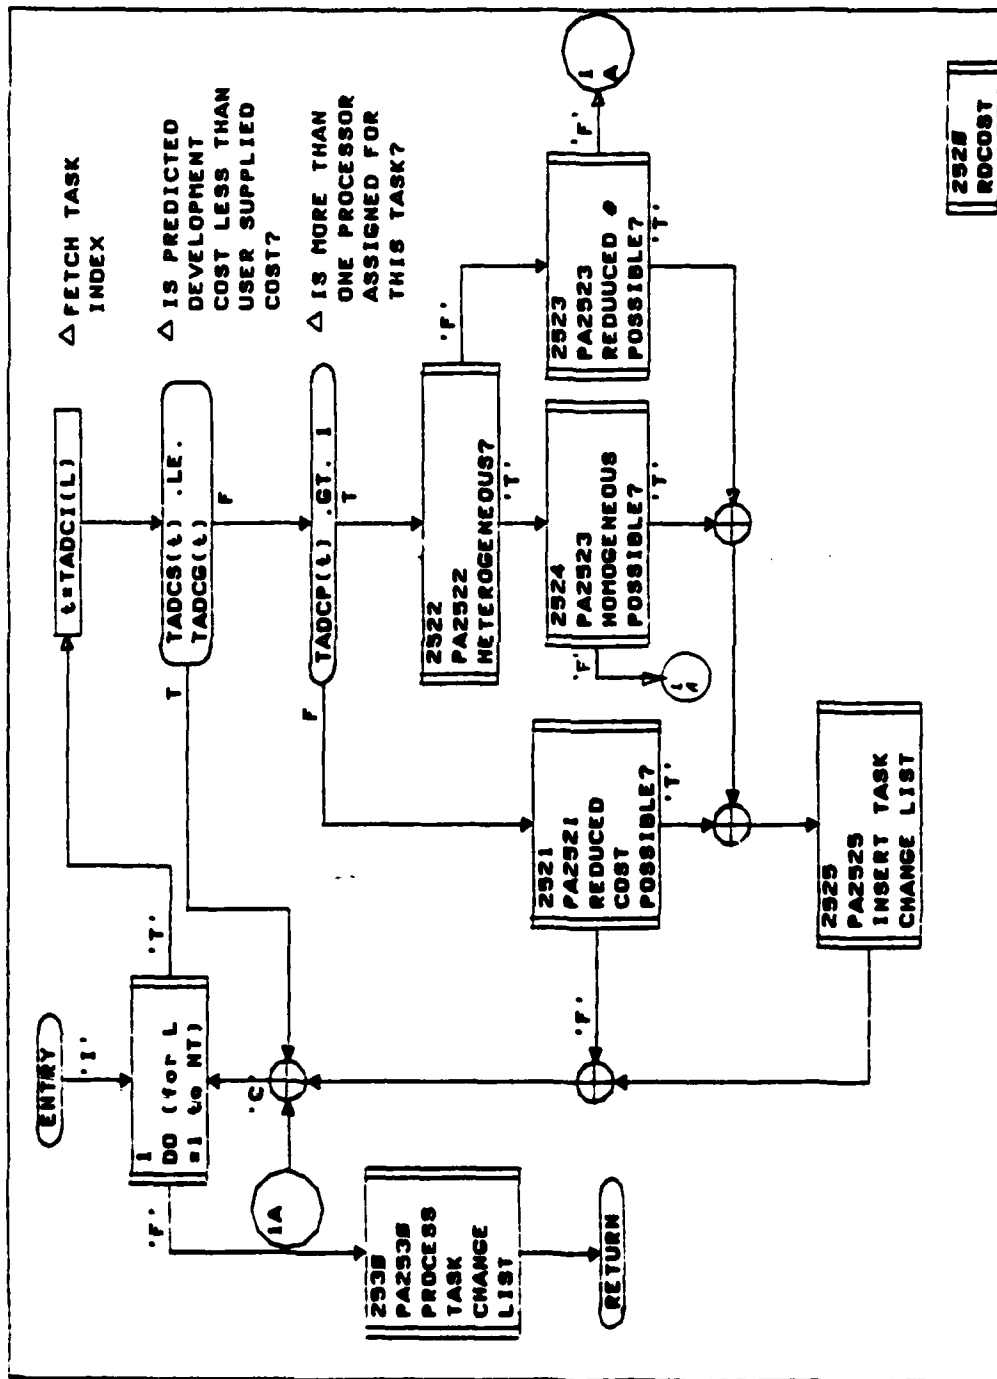 ENTRY
'I'
1
DO (for L
=1 to NT)
'T'
'F'
'C'
1A
t=TADCI(L)
△ FETCH TASK
INDEX
TADCS(t) .LE.
TADCG(t)
T
F
△ IS PREDICTED
DEVELOPMENT
COST LESS THAN
USER SUPPLIED
COST?
TADCP(t) .GT. 1
F
T
△ IS MORE THAN
ONE PROCESSOR
ASSIGNED FOR
THIS TASK?
2530
PA2530
PROCESS
TASK
CHANGE
LIST
RETURN
2522
PA2522
HETEROGENEOUS?
'T'
'F'
2521
PA2521
REDUCED
COST
POSSIBLE?
'F'
'T'
2524
PA2523
HOMOGENEOUS
POSSIBLE?
'F'
'T'
1
A
2523
PA2523
REDUUCED #
POSSIBLE?
'T'
'F'
1
A
2525
PA2525
INSERT TASK
CHANGE LIST
2520
RDCOST